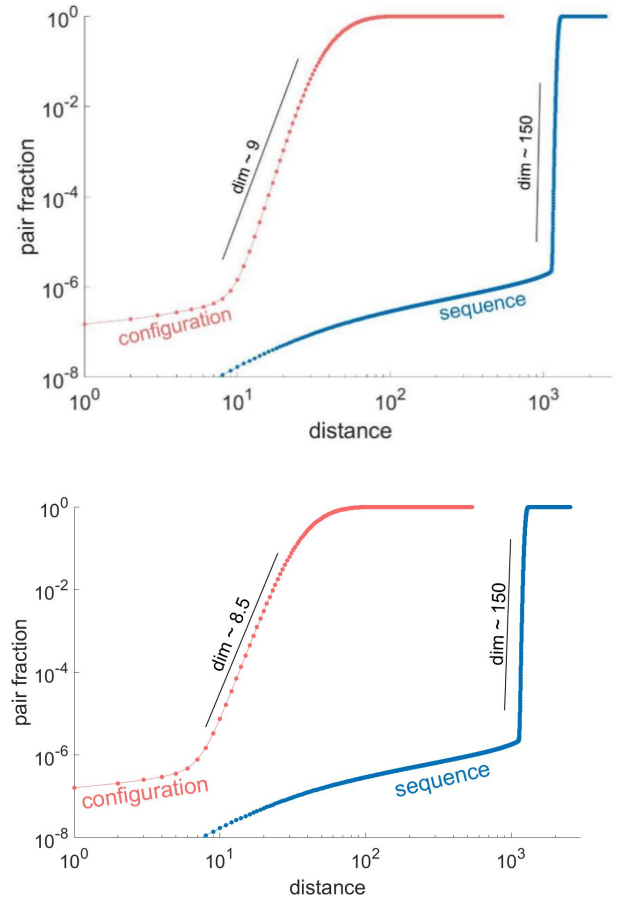 10^0
10^-2
10^-4
10^-6
10^-8
pair fraction
dim ~ 9
dim ~ 150
configuration
sequence
10^0 10^1 10^2 10^3
distance
10^0
10^-2
10^-4
10^-6
10^-8
pair fraction
dim ~ 8.5
dim ~ 150
configuration
sequence
10^0 10^1 10^2 10^3
distance